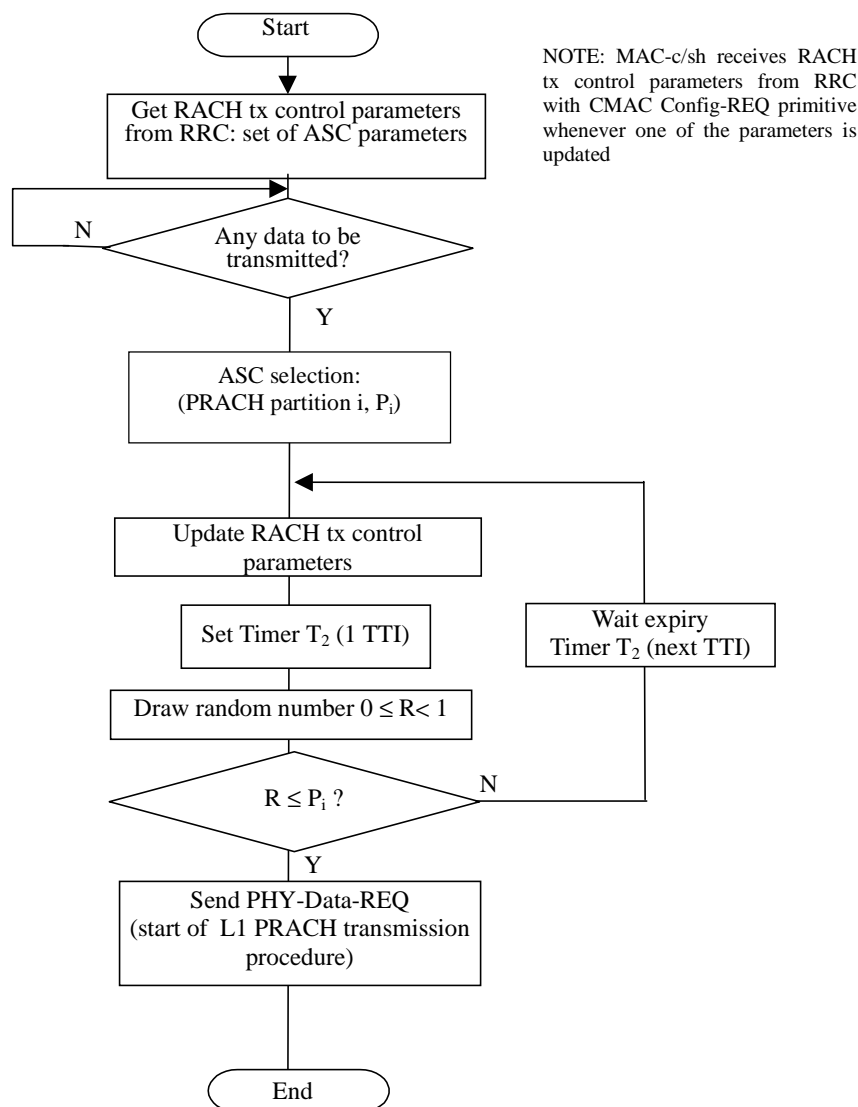 Start
NOTE: MAC-c/sh receives RACH
tx control parameters from RRC
with CMAC Config-REQ primitive
whenever one of the parameters is
updated
Get RACH tx control parameters
from RRC: set of ASC parameters
N
Any data to be
transmitted?
Y
ASC selection:
(PRACH partition i, Pᵢ)
Update RACH tx control
parameters
Set Timer T₂ (1 TTI)
Wait expiry
Timer T₂ (next TTI)
Draw random number 0 ≤ R< 1
R ≤ Pᵢ ?
N
Y
Send PHY-Data-REQ
(start of L1 PRACH transmission
procedure)
End